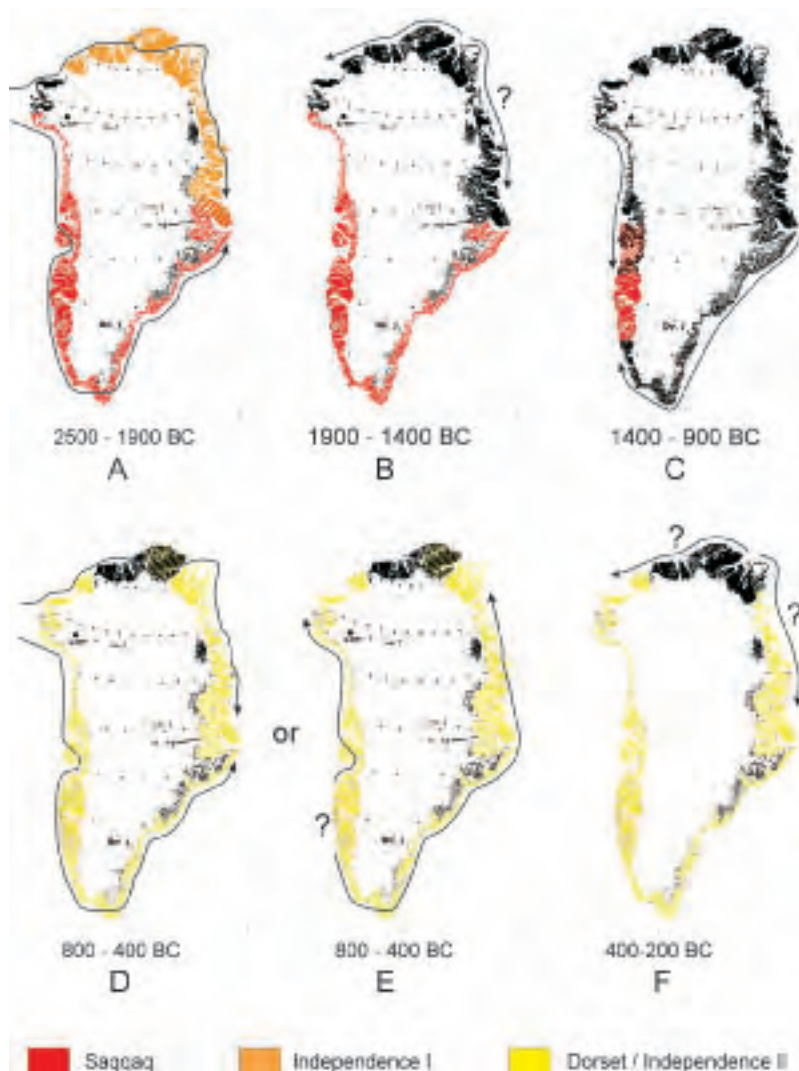 ?
2500 - 1900 BC
1900 - 1400 BC
1400 - 900 BC
A
B
C
?
?
or
?
800 - 400 BC
800 - 400 BC
400-200 BC
D
E
F
Saqqaq
Independence I
Dorset / Independence II